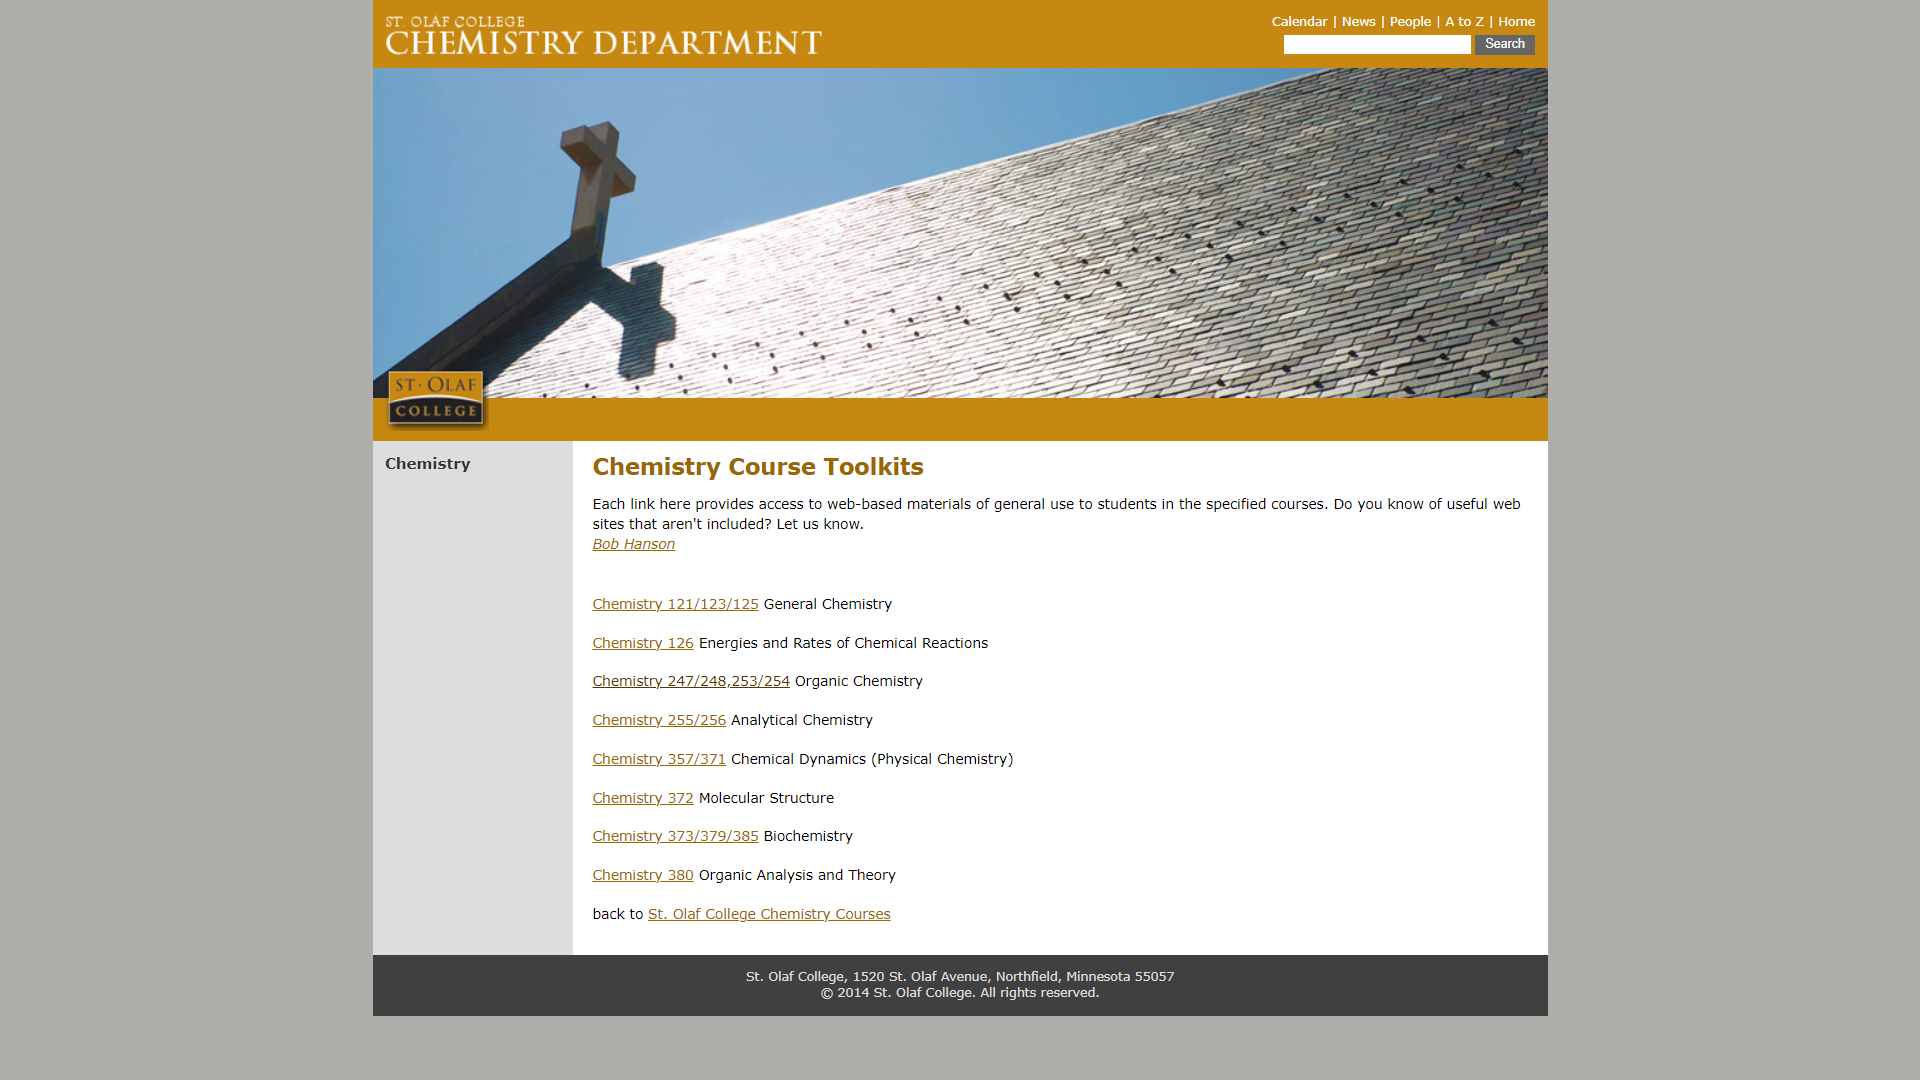 ST. OLAF COLLEGE
CHEMISTRY DEPARTMENT
Calendar | News | People | A to Z | Home
Search
ST · OLAF
COLLEGE
Chemistry
Chemistry Course Toolkits
Each link here provides access to web-based materials of general use to students in the specified courses. Do you know of useful web
sites that aren't included? Let us know.
Bob Hanson
Chemistry 121/123/125 General Chemistry
Chemistry 126 Energies and Rates of Chemical Reactions
Chemistry 247/248,253/254 Organic Chemistry
Chemistry 255/256 Analytical Chemistry
Chemistry 357/371 Chemical Dynamics (Physical Chemistry)
Chemistry 372 Molecular Structure
Chemistry 373/379/385 Biochemistry
Chemistry 380 Organic Analysis and Theory
back to St. Olaf College Chemistry Courses
St. Olaf College, 1520 St. Olaf Avenue, Northfield, Minnesota 55057
© 2014 St. Olaf College. All rights reserved.